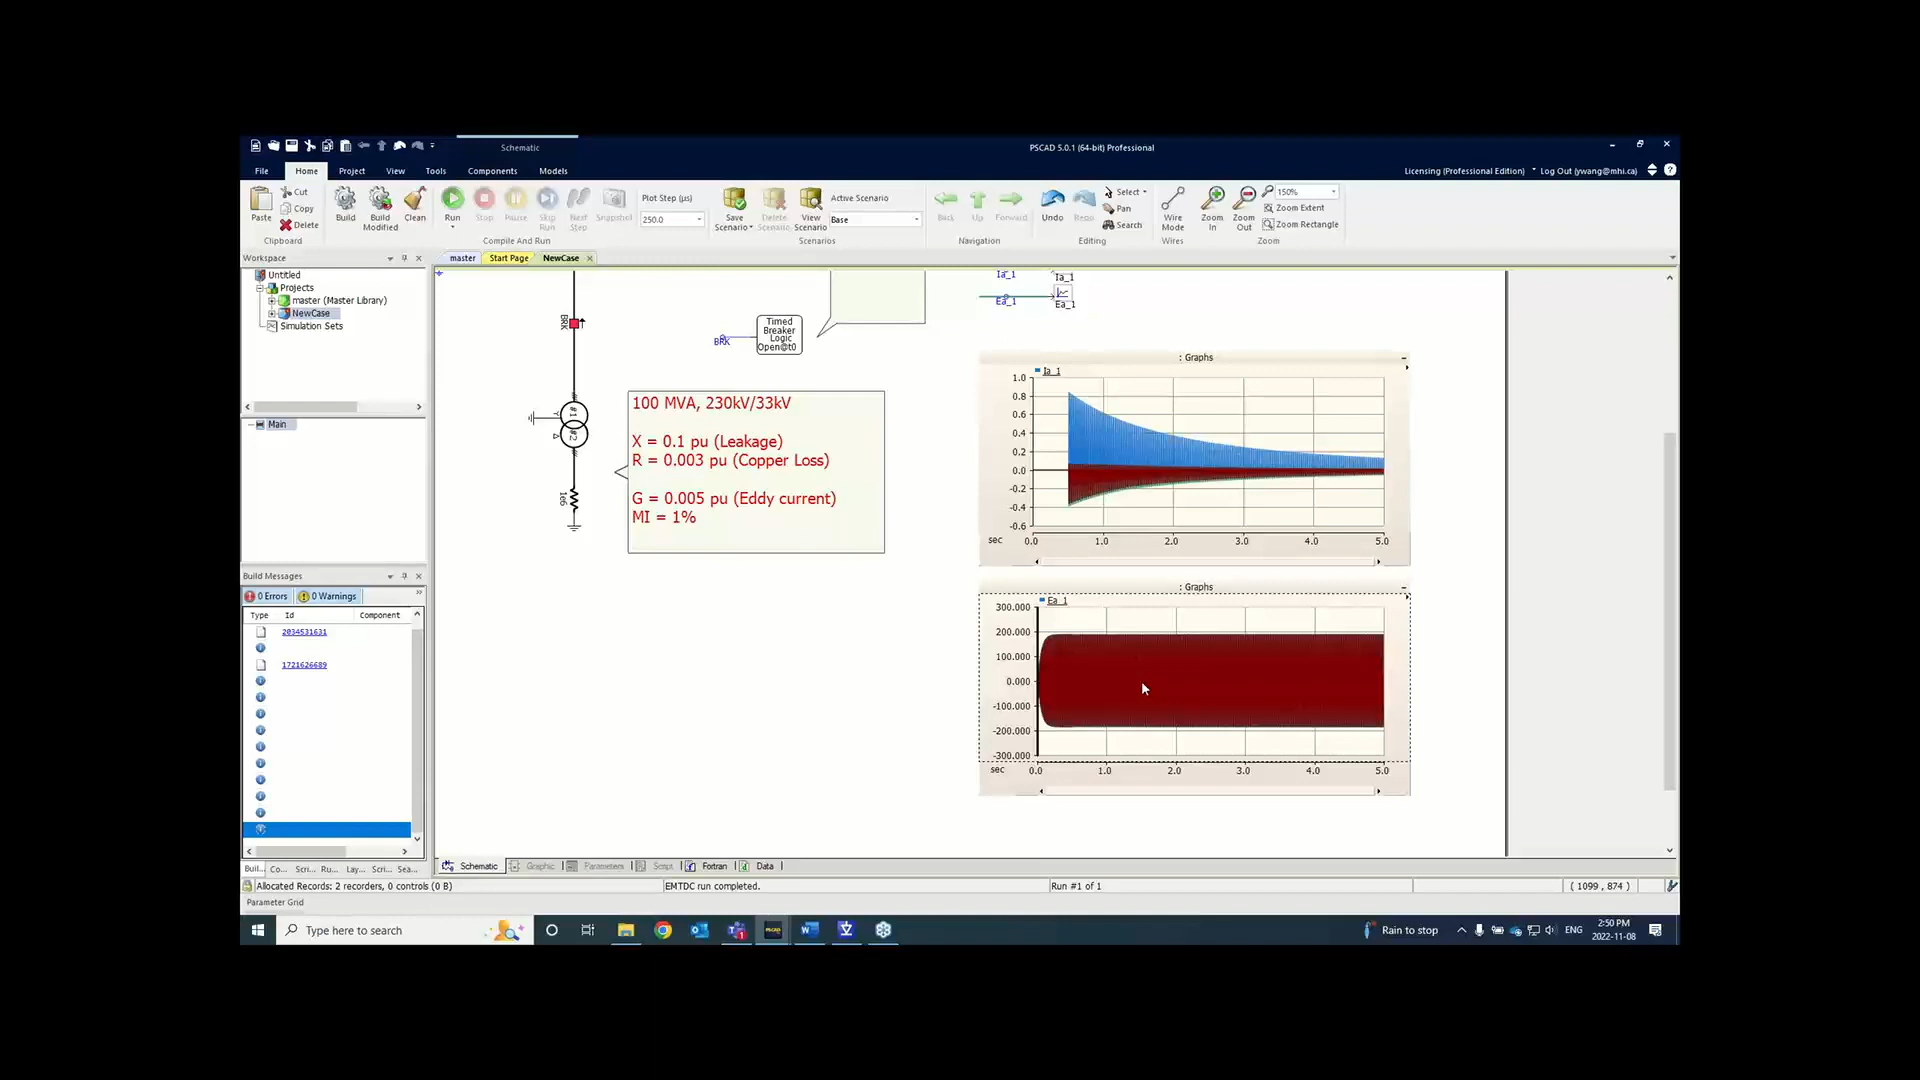 Schematic
PSCAD 5.0.1 (64-bit) Professional
File Home Project View Tools Components Models
Licensing (Professional Edition) Log Out (ywang@mhi.ca)
Paste
Cut
Copy
Delete
Clipboard
Build
Build Modified
Clean
Run
Stop
Pause
Skip Run
Next Step
Snapshot
Plot Step (µs)
250.0
Compile And Run
Save Scenario
Delete Scenario
View Scenario
Active Scenario
Base
Scenarios
Back
Up
Forward
Navigation
Undo
Redo
Select
Pan
Search
Editing
Wire Mode
Wires
Zoom In
Zoom Out
150%
Zoom Extent
Zoom Rectangle
Zoom
Workspace
master Start Page NewCase
Untitled
Projects
master (Master Library)
NewCase
Simulation Sets
Main
Build Messages
0 Errors 0 Warnings
Type Id Component
2034531631
1721626689
Buil... Co... Scri... Ru... Lay... Scri... Sea...
BRK
#1
#2
1e6
BRK
Timed
Breaker
Logic
Open@t0
100 MVA, 230kV/33kV
X = 0.1 pu (Leakage)
R = 0.003 pu (Copper Loss)
G = 0.005 pu (Eddy current)
MI = 1%
Ia_1
Ia_1
Ea_1
Ea_1
: Graphs
Ia_1
1.0
0.8
0.6
0.4
0.2
0.0
-0.2
-0.4
-0.6
sec 0.0 1.0 2.0 3.0 4.0 5.0
: Graphs
Ea_1
300.000
200.000
100.000
0.000
-100.000
-200.000
-300.000
sec 0.0 1.0 2.0 3.0 4.0 5.0
Schematic Graphic Parameters Script Fortran Data
Allocated Records: 2 recorders, 0 controls (0 B) EMTDC run completed. Run #1 of 1 ( 1099 , 874 )
Parameter Grid
Type here to search
Rain to stop
ENG
2:50 PM
2022-11-08